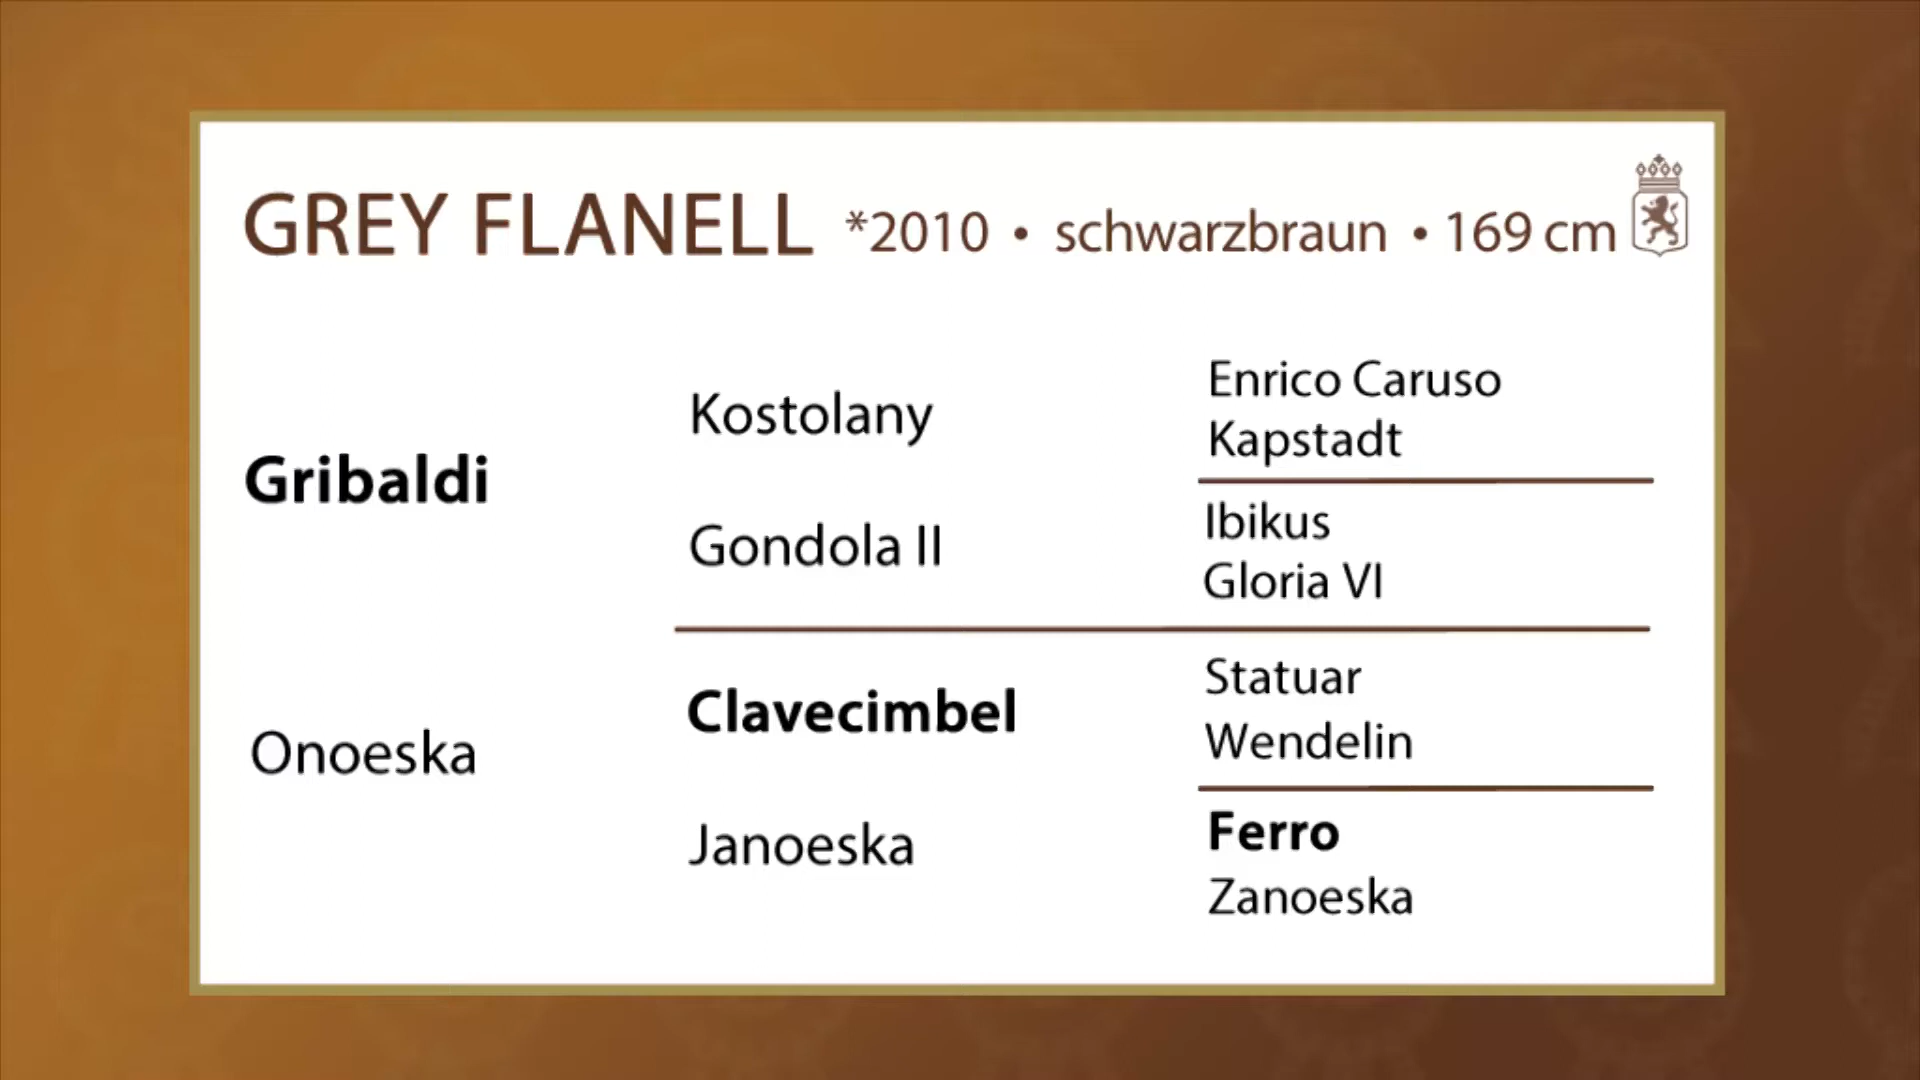 GREY FLANELL *2010 • schwarzbraun • 169 cm
Gribaldi
Kostolany
Enrico Caruso
Kapstadt
Gondola II
Ibikus
Gloria VI
Onoeska
Clavecimbel
Statuar
Wendelin
Janoeska
Ferro
Zanoeska